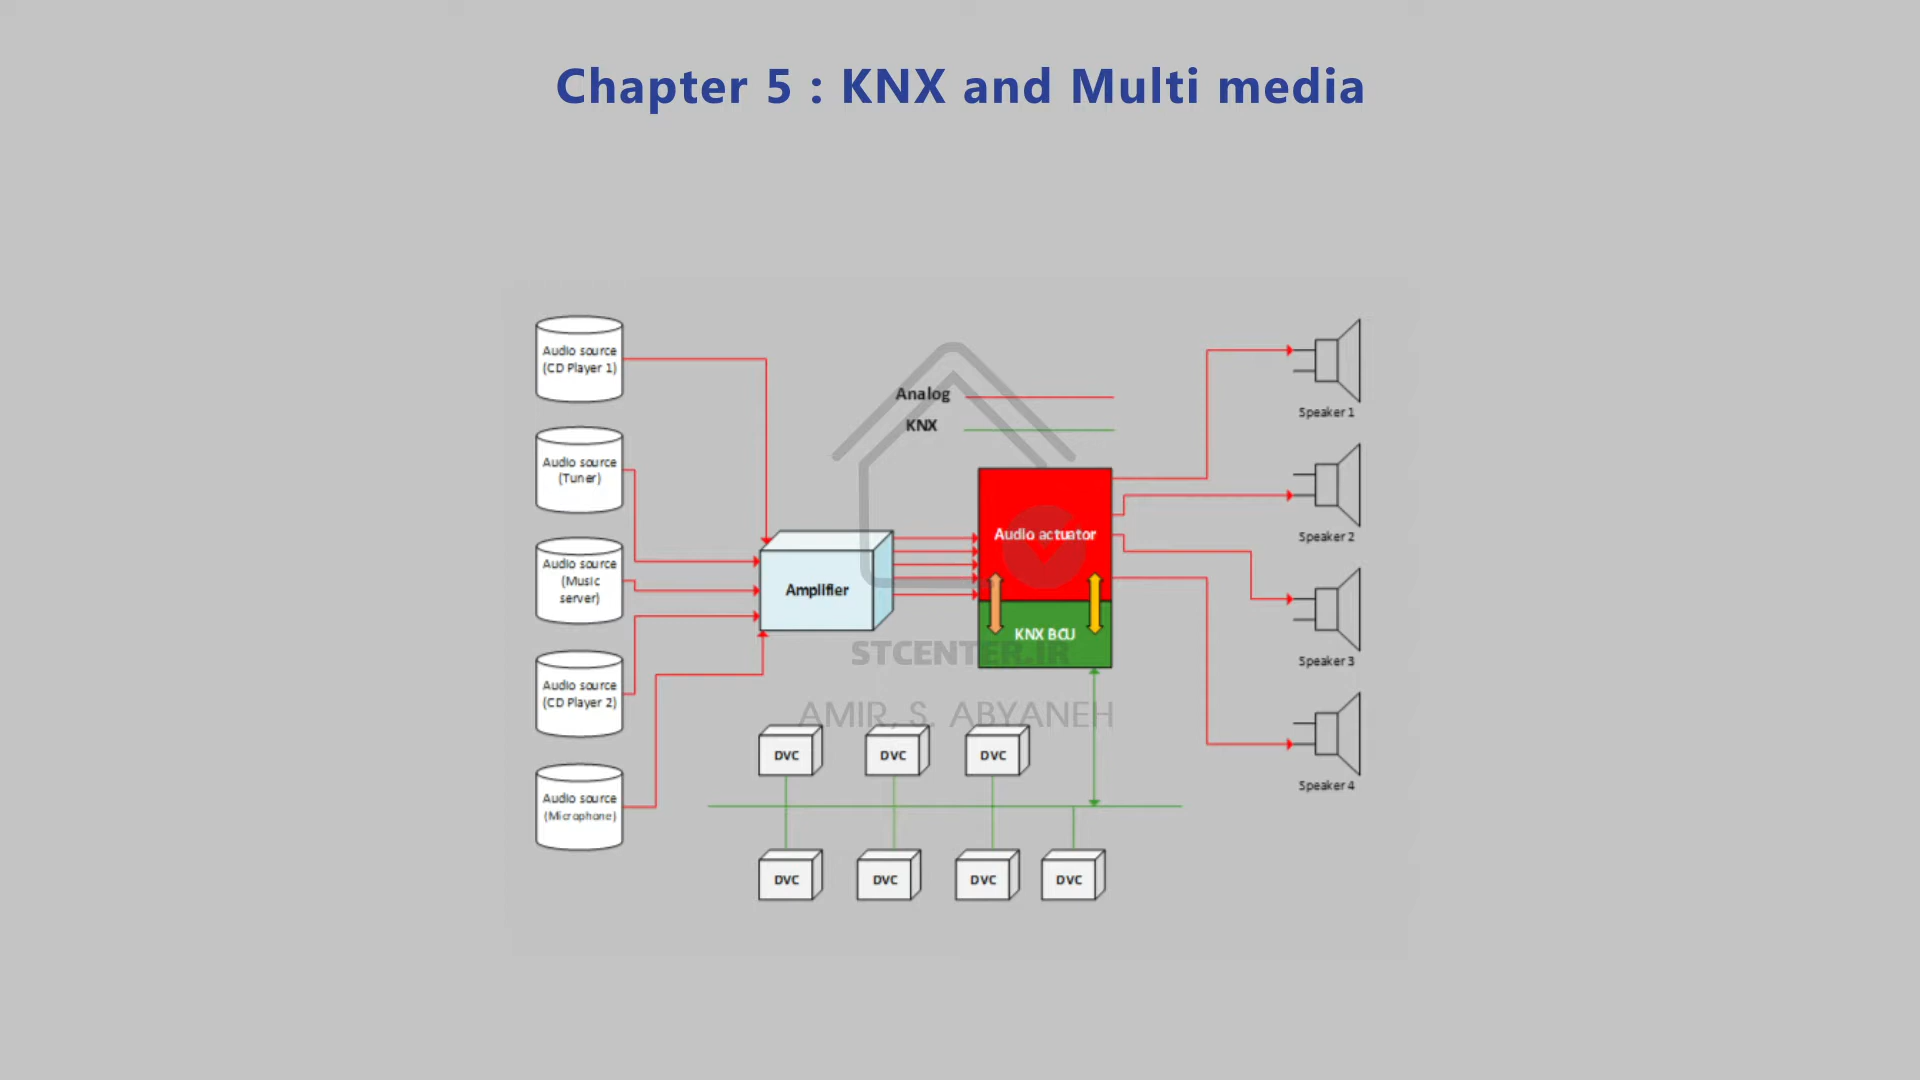 Chapter 5 : KNX and Multi media
Audio source
(CD Player 1)
Audio source
(Tuner)
Audio source
(Music
server)
Audio source
(CD Player 2)
Audio source
(Microphone)
Analog
KNX
Amplifier
Audio actuator
KNX BCU
Speaker 1
Speaker 2
Speaker 3
Speaker 4
STCENTER.IR
AMIR, S. ABYANEH
DVC
DVC
DVC
DVC
DVC
DVC
DVC